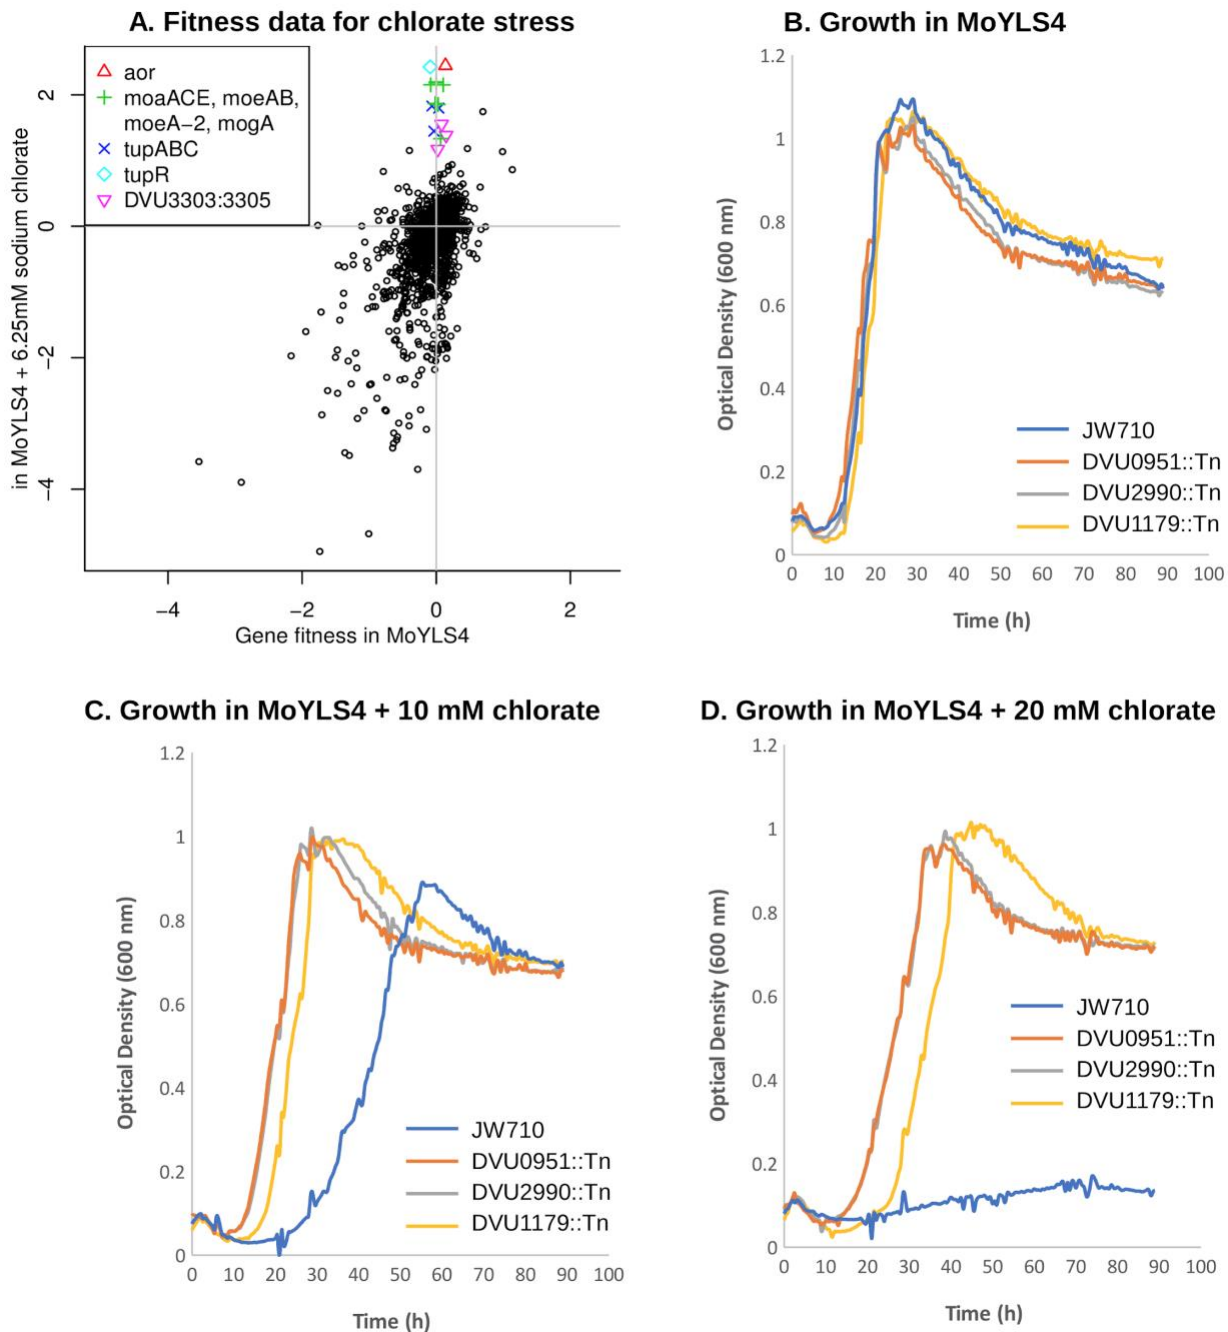 A. Fitness data for chlorate stress
in MoYLS4 + 6.25mM sodium chlorate
2
0
−2
−4
aor
moaACE, moeAB,
moeA−2, mogA
tupABC
tupR
DVU3303:3305
−4 −2 0 2
Gene fitness in MoYLS4
B. Growth in MoYLS4
Optical Density (600 nm)
1.2
1
0.8
0.6
0.4
0.2
0
JW710
DVU0951::Tn
DVU2990::Tn
DVU1179::Tn
0 10 20 30 40 50 60 70 80 90 100
Time (h)
C. Growth in MoYLS4 + 10 mM chlorate
Optical Density (600 nm)
1.2
1
0.8
0.6
0.4
0.2
0
JW710
DVU0951::Tn
DVU2990::Tn
DVU1179::Tn
0 10 20 30 40 50 60 70 80 90 100
Time (h)
D. Growth in MoYLS4 + 20 mM chlorate
Optical Density (600 nm)
1.2
1
0.8
0.6
0.4
0.2
0
JW710
DVU0951::Tn
DVU2990::Tn
DVU1179::Tn
0 10 20 30 40 50 60 70 80 90 100
Time (h)